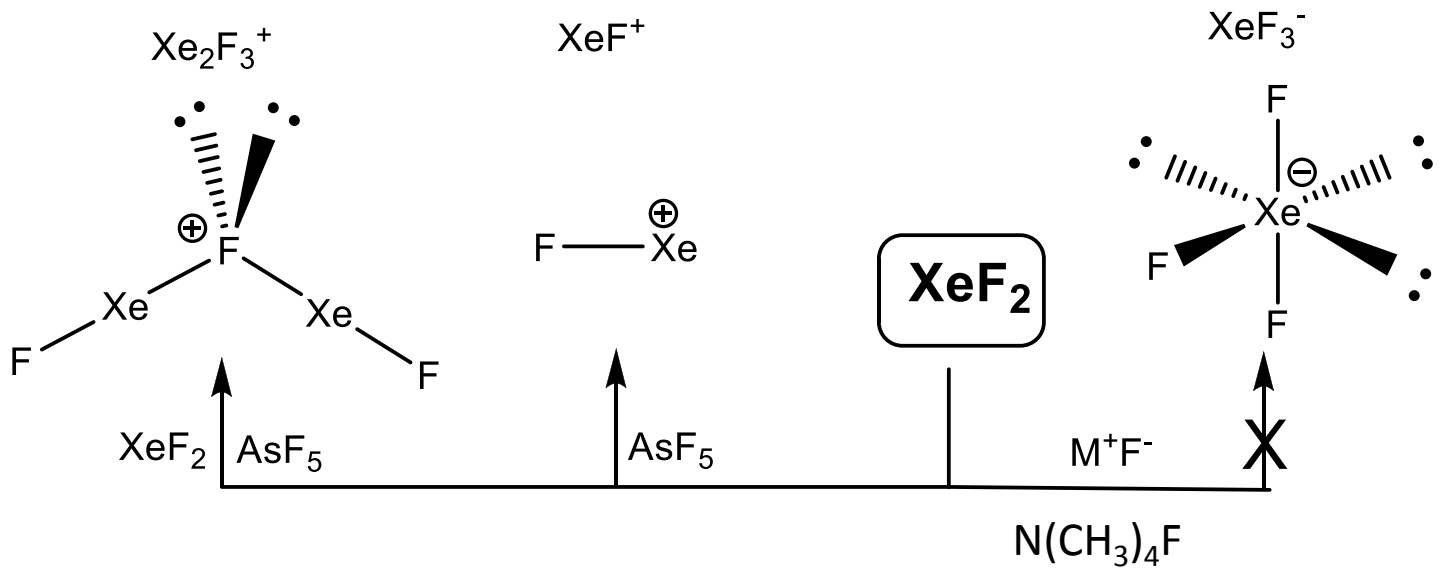 Xe₂F₃⁺
XeF⁺
XeF₃⁻
F
Xe
F
Xe
F
F
Xe
XeF₂
F
Xe
F
F
XeF₂
AsF₅
AsF₅
M⁺F⁻
X
N(CH₃)₄F